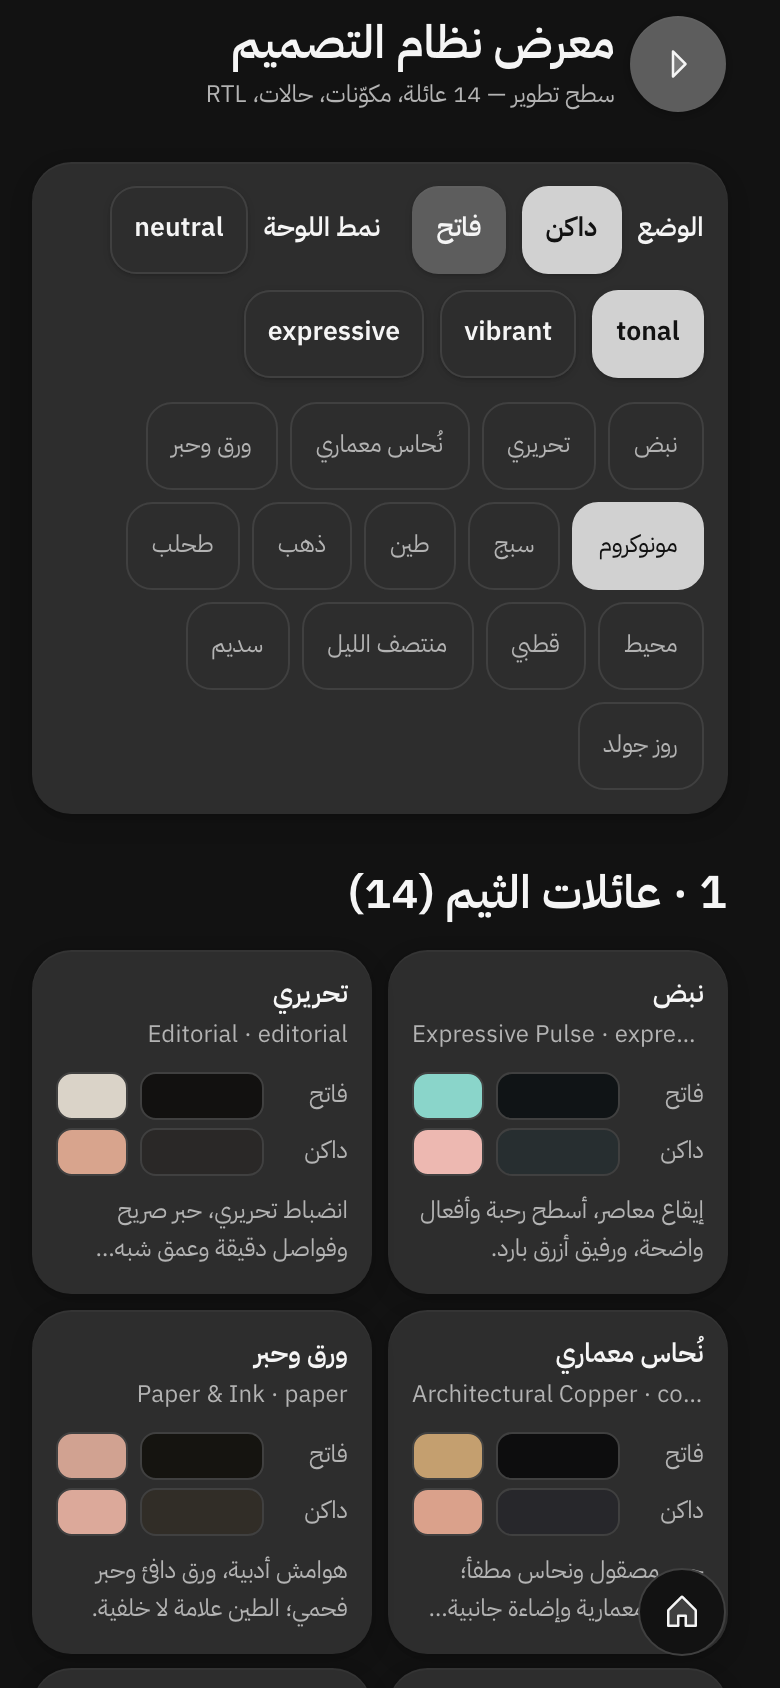 معرض نظام التصميم
سطح تطوير — 14 عائلة، مكوّنات، حالات، RTL
الوضع داكن فاتح نمط اللوحة neutral
tonal vibrant expressive
نبض تحريري نُحاس معماري ورق وحبر
مونوكروم سبج طين ذهب طحلب
محيط قطبي منتصف الليل سديم
روز جولد
1 · عائلات الثيم (14)
نبض
Expressive Pulse · expre...
فاتح
داكن
إيقاع معاصر، أسطح رحبة وأفعال
واضحة، ورفيق أزرق بارد.
تحريري
Editorial · editorial
فاتح
داكن
انضباط تحريري، حبر صريح
وفواصل دقيقة وعمق شبه...
نُحاس معماري
Architectural Copper · co...
فاتح
داكن
مصقول ونحاس مطفأ؛
معمارية وإضاءة جانبية...
ورق وحبر
Paper & Ink · paper
فاتح
داكن
هوامش أدبية، ورق دافئ وحبر
فحمي؛ الطين علامة لا خلفية.